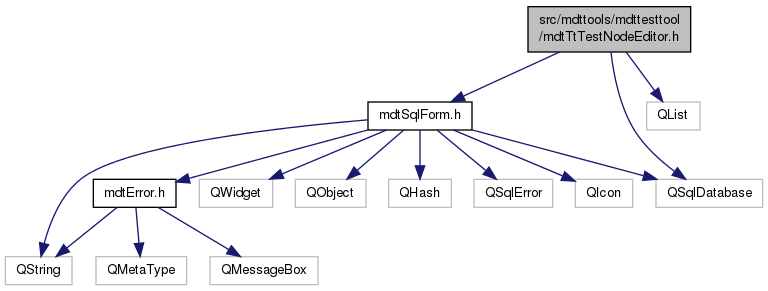 src/mdttools/mdttesttool
/mdtTtTestNodeEditor.h
mdtSqlForm.h
QList
mdtError.h
QWidget
QObject
QHash
QSqlError
QIcon
QSqlDatabase
QString
QMetaType
QMessageBox